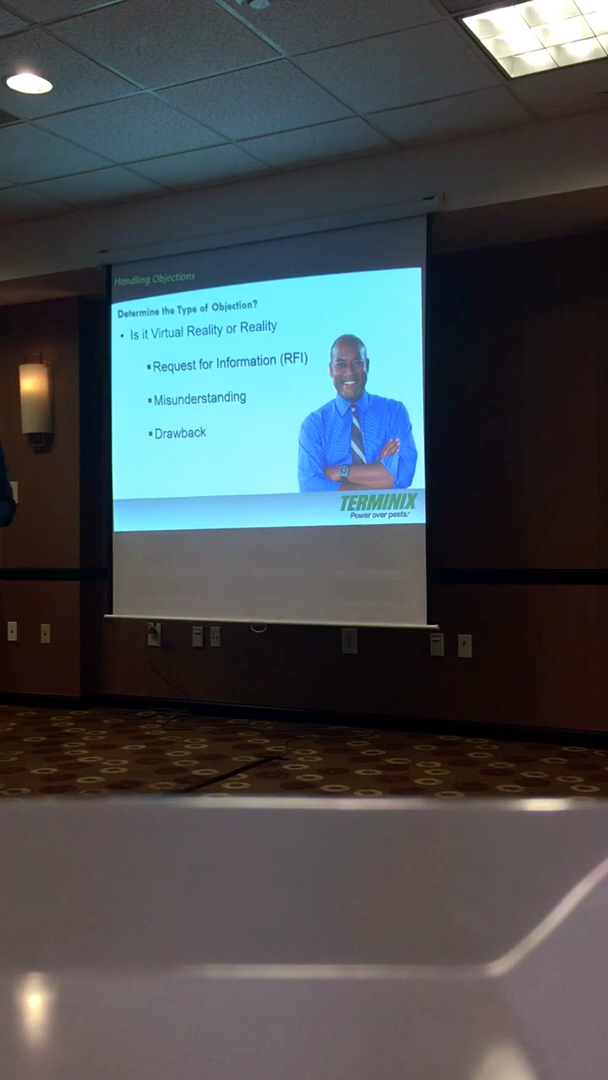 Handling Objections
Determine the Type of Objection?
• Is it Virtual Reality or Reality
▪ Request for Information (RFI)
▪ Misunderstanding
▪ Drawback
TERMINIX
Power over pests.